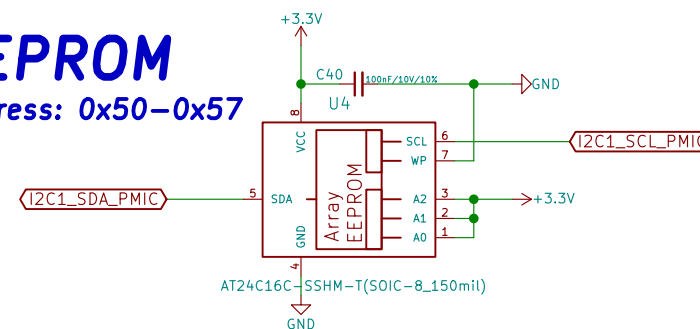 +3.3V
EPROM
C40
100nF/10V/10%
GND
ress: 0x50-0x57
U4
8
VCC
SCL
6
I2C1_SCL_PMIC
WP
7
I2C1_SDA_PMIC
5
SDA
Array
EEPROM
A2
3
+3.3V
A1
2
A0
1
GND
4
AT24C16C-SSHM-T(SOIC-8_150mil)
GND